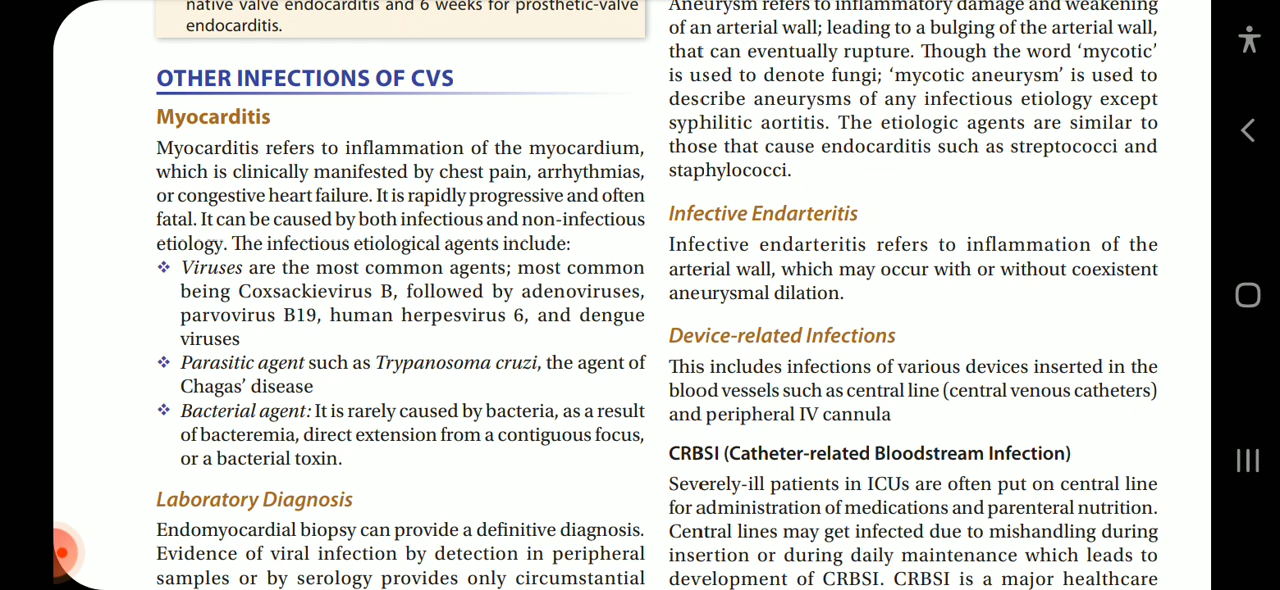 native valve endocarditis and 6 weeks for prosthetic-valve
endocarditis.
OTHER INFECTIONS OF CVS
Myocarditis
Myocarditis refers to inflammation of the myocardium,
which is clinically manifested by chest pain, arrhythmias,
or congestive heart failure. It is rapidly progressive and often
fatal. It can be caused by both infectious and non-infectious
etiology. The infectious etiological agents include:
❖ Viruses are the most common agents; most common
being Coxsackievirus B, followed by adenoviruses,
parvovirus B19, human herpesvirus 6, and dengue
viruses
❖ Parasitic agent such as Trypanosoma cruzi, the agent of
Chagas’ disease
❖ Bacterial agent: It is rarely caused by bacteria, as a result
of bacteremia, direct extension from a contiguous focus,
or a bacterial toxin.
Laboratory Diagnosis
Endomyocardial biopsy can provide a definitive diagnosis.
Evidence of viral infection by detection in peripheral
samples or by serology provides only circumstantial
Aneurysm refers to inflammatory damage and weakening
of an arterial wall; leading to a bulging of the arterial wall,
that can eventually rupture. Though the word ‘mycotic’
is used to denote fungi; ‘mycotic aneurysm’ is used to
describe aneurysms of any infectious etiology except
syphilitic aortitis. The etiologic agents are similar to
those that cause endocarditis such as streptococci and
staphylococci.
Infective Endarteritis
Infective endarteritis refers to inflammation of the
arterial wall, which may occur with or without coexistent
aneurysmal dilation.
Device-related Infections
This includes infections of various devices inserted in the
blood vessels such as central line (central venous catheters)
and peripheral IV cannula
CRBSI (Catheter-related Bloodstream Infection)
Severely-ill patients in ICUs are often put on central line
for administration of medications and parenteral nutrition.
Central lines may get infected due to mishandling during
insertion or during daily maintenance which leads to
development of CRBSI. CRBSI is a major healthcare